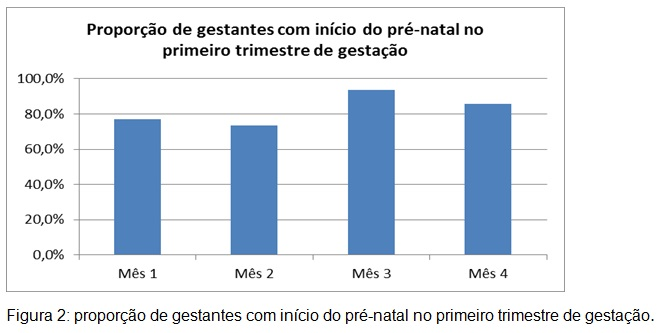 Proporção de gestantes com início do pré-natal no
primeiro trimestre de gestação
100,0%
80,0%
60,0%
40,0%
20,0%
0,0%
Mês 1 Mês 2 Mês 3 Mês 4
Figura 2: proporção de gestantes com início do pré-natal no primeiro trimestre de gestação.